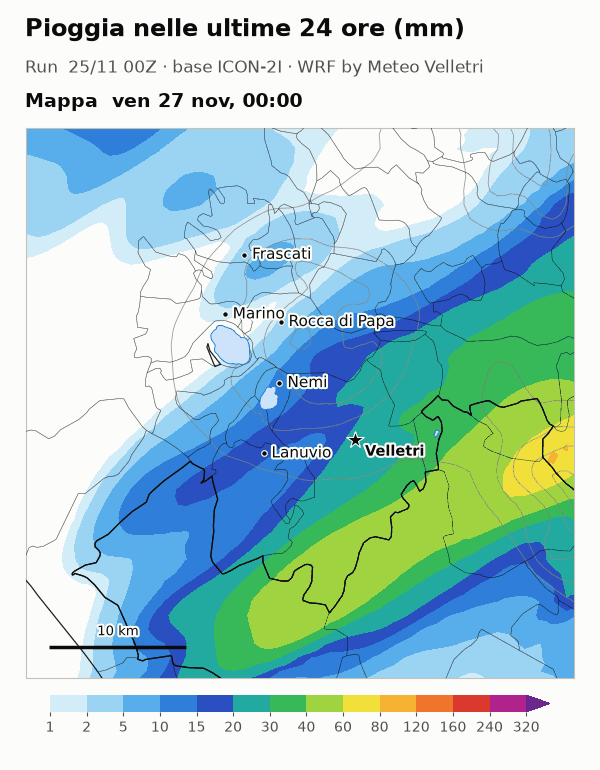 Pioggia nelle ultime 24 ore (mm)
Run  25/11 00Z · base ICON-2I · WRF by Meteo Velletri
Mappa  ven 27 nov, 00:00
Frascati
Marino
Rocca di Papa
Nemi
Velletri
Lanuvio
10 km
1 2 5 10 15 20 30 40 60 80 120 160 240 320